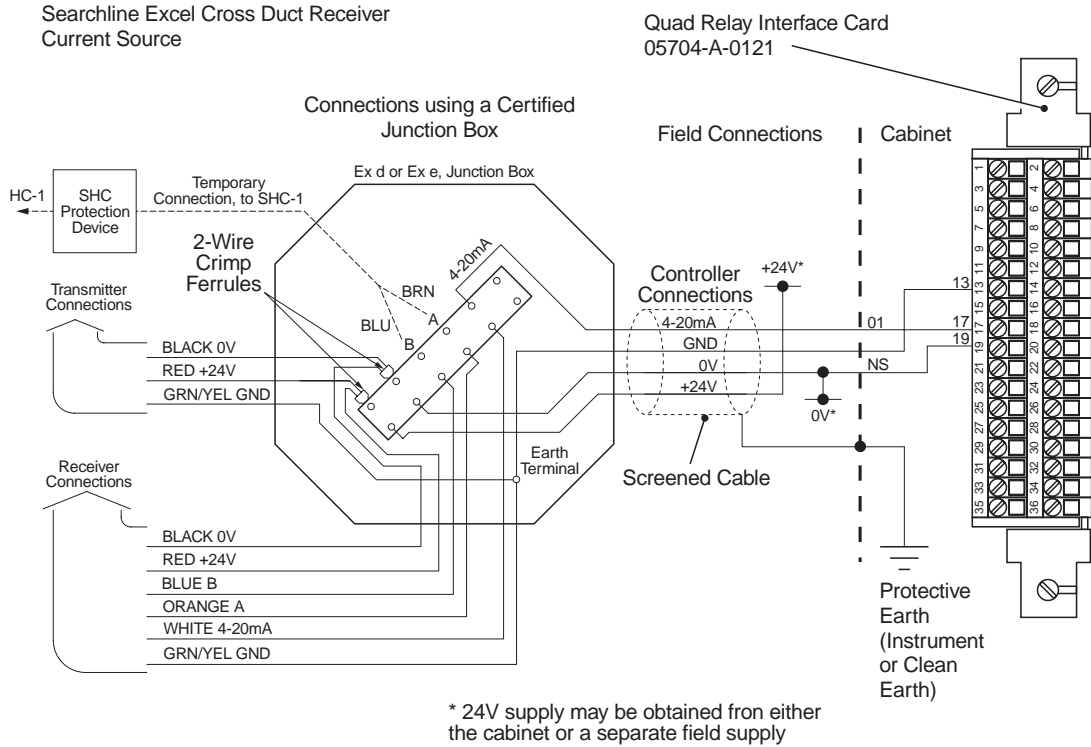 Searchline Excel Cross Duct Receiver
Current Source
Quad Relay Interface Card
05704-A-0121
Connections using a Certified
Junction Box
Field Connections
Cabinet
Ex d or Ex e, Junction Box
HC-1
SHC
Protection
Device
Temporary
Connection, to SHC-1
2-Wire
Crimp
Ferrules
4-20mA
BRN
A
BLU
B
Transmitter
Connections
BLACK 0V
RED +24V
GRN/YEL GND
Controller
Connections
+24V*
4-20mA
01
GND
0V
NS
+24V
0V*
13
17
19
Earth
Terminal
Screened Cable
Receiver
Connections
BLACK 0V
RED +24V
BLUE B
ORANGE A
WHITE 4-20mA
GRN/YEL GND
Protective
Earth
(Instrument
or Clean
Earth)
1 2
3 4
5 6
7 8
9 10
11 12
13 14
15 16
17 18
19 20
21 22
23 24
25 26
27 28
29 30
31 32
33 34
35 36
* 24V supply may be obtained fron either
the cabinet or a separate field supply